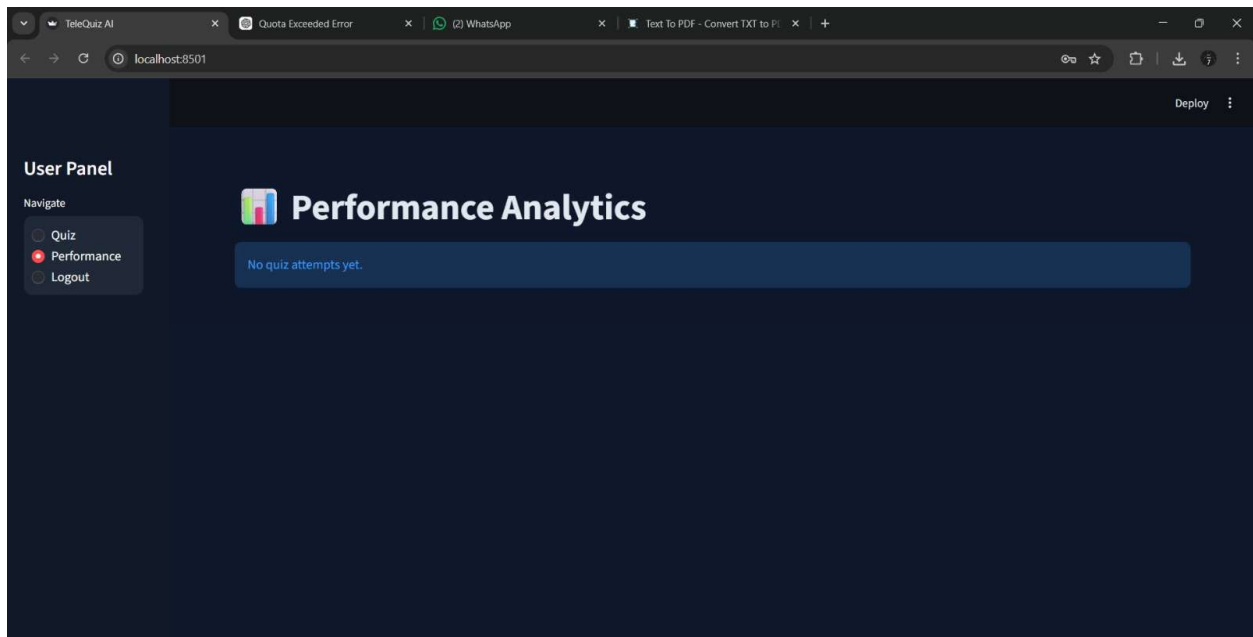 TeleQuiz AI
Quota Exceeded Error
(2) WhatsApp
Text To PDF - Convert TXT to P
localhost:8501
Deploy
User Panel
Navigate
Quiz
Performance
Logout
Performance Analytics
No quiz attempts yet.